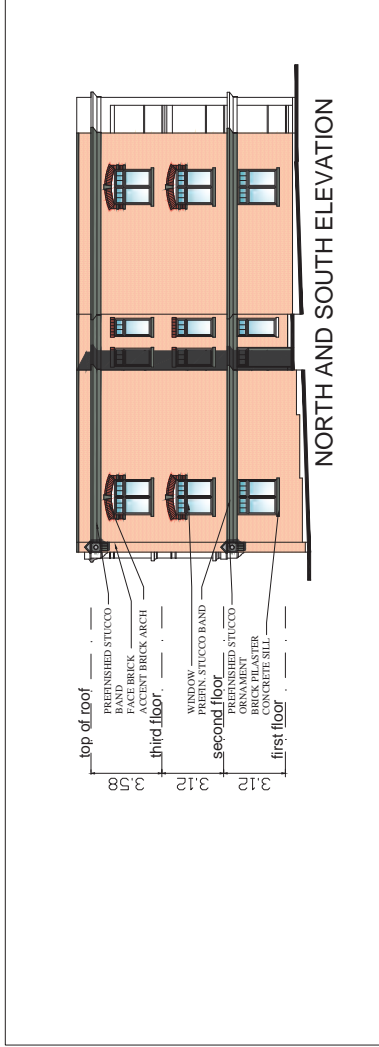 top of roof
PREFINISHED STUCCO
BAND
FACE BRICK
ACCENT BRICK ARCH
third floor
WINDOW
PREFIN. STUCCO BAND
second floor
PREFINISHED STUCCO
ORNAMENT
BRICK PILASTER
CONCRETE SILL
first floor
3.58
3.12
3.12
NORTH AND SOUTH ELEVATION